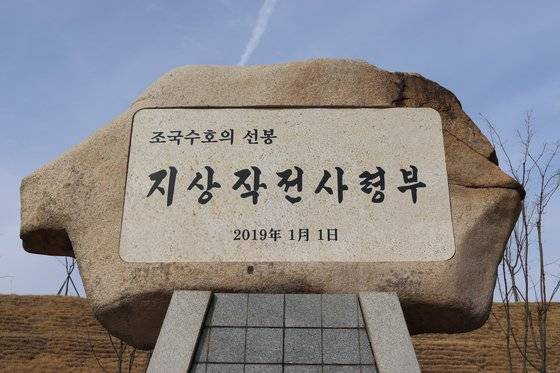 조국수호의 선봉
지상작전사령부
2019年 1月 1日